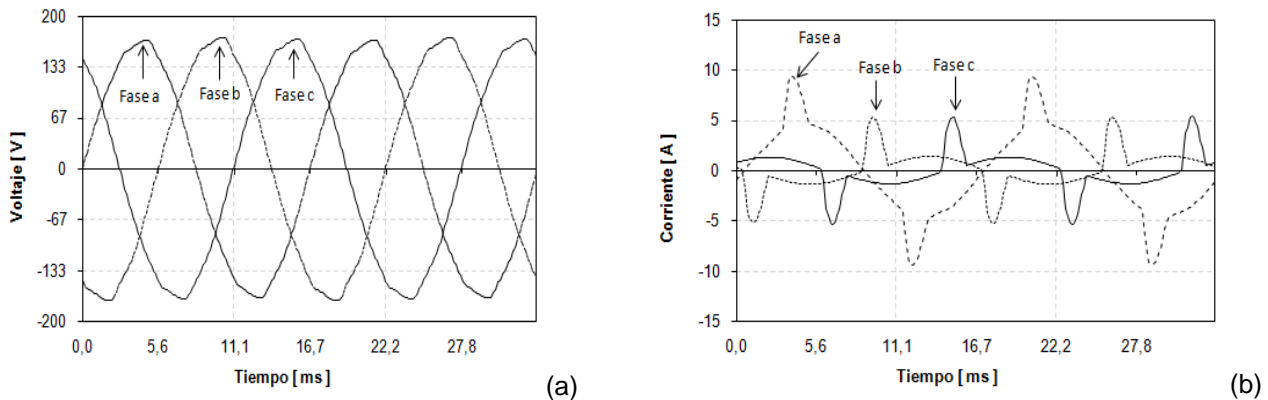 200
133
67
0
-67
-133
-200
Voltaje [ V ]
Fase a
Fase b
Fase c
0,0
5,6
11,1
16,7
22,2
27,8
Tiempo [ ms ]
(a)
15
10
5
0
-5
-10
-15
Corriente [ A ]
Fase a
Fase b
Fase c
0,0
5,6
11,1
16,7
22,2
27,8
Tiempo [ ms ]
(b)